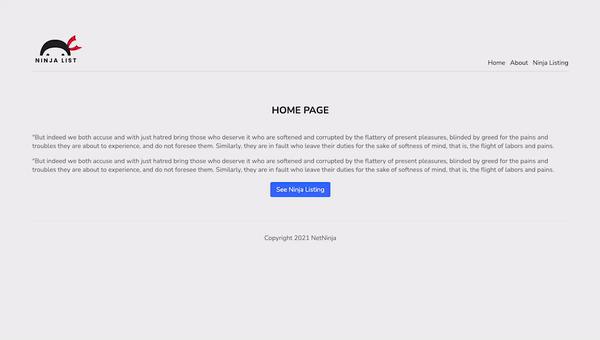 NINJA LIST
Home About Ninja Listing
HOME PAGE
"But indeed we both accuse and with just hatred bring those who deserve it who are softened and corrupted by the flattery of present pleasures, blinded by greed for the pains and
troubles they are about to experience, and do not foresee them. Similarly, they are in fault who leave their duties for the sake of softness of mind, that is, the flight of labors and pains.
"But indeed we both accuse and with just hatred bring those who deserve it who are softened and corrupted by the flattery of present pleasures, blinded by greed for the pains and
troubles they are about to experience, and do not foresee them. Similarly, they are in fault who leave their duties for the sake of softness of mind, that is, the flight of labors and pains.
See Ninja Listing
Copyright 2021 NetNinja